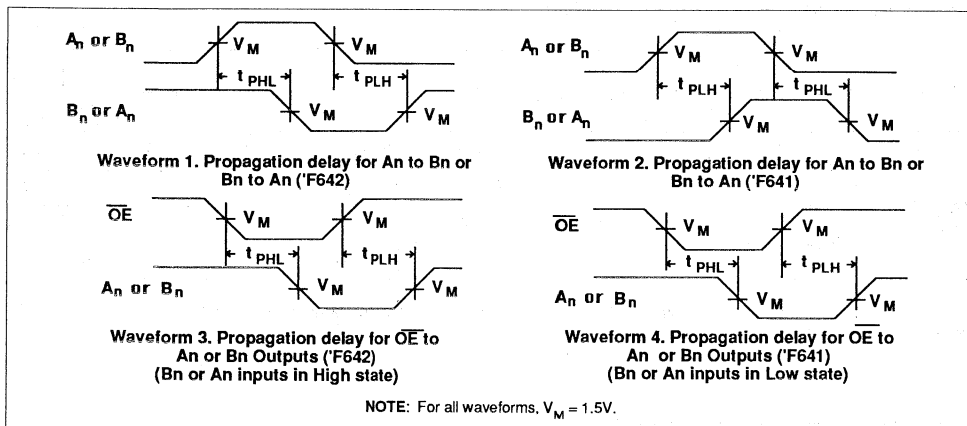 An or Bn
VM
VM
tPHL
tPLH
Bn or An
VM
VM
Waveform 1. Propagation delay for An to Bn or
Bn to An ('F642)
An or Bn
VM
VM
tPLH
tPHL
Bn or An
VM
VM
Waveform 2. Propagation delay for An to Bn or
Bn to An ('F641)
OE
VM
VM
tPHL
tPLH
An or Bn
VM
VM
Waveform 3. Propagation delay for OE to
An or Bn Outputs ('F642)
(Bn or An inputs in High state)
OE
VM
VM
tPHL
tPLH
An or Bn
VM
VM
Waveform 4. Propagation delay for OE to
An or Bn Outputs ('F641)
(Bn or An inputs in Low state)
NOTE: For all waveforms, VM = 1.5V.